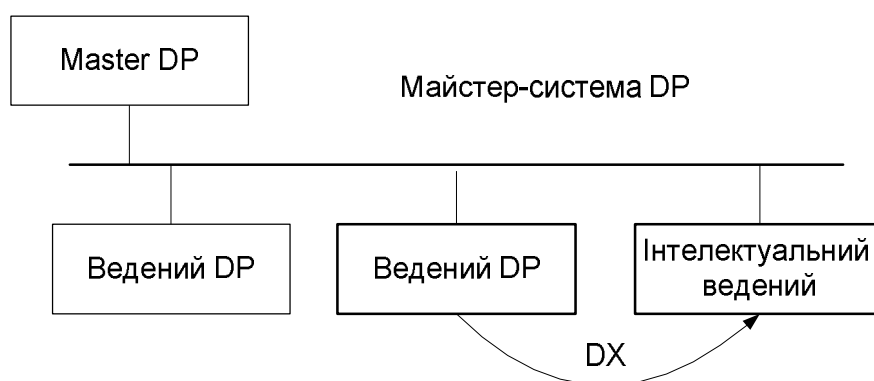 Master DP
Майстер-система DP
Ведений DP
Ведений DP
Інтелектуальний
ведений
DX